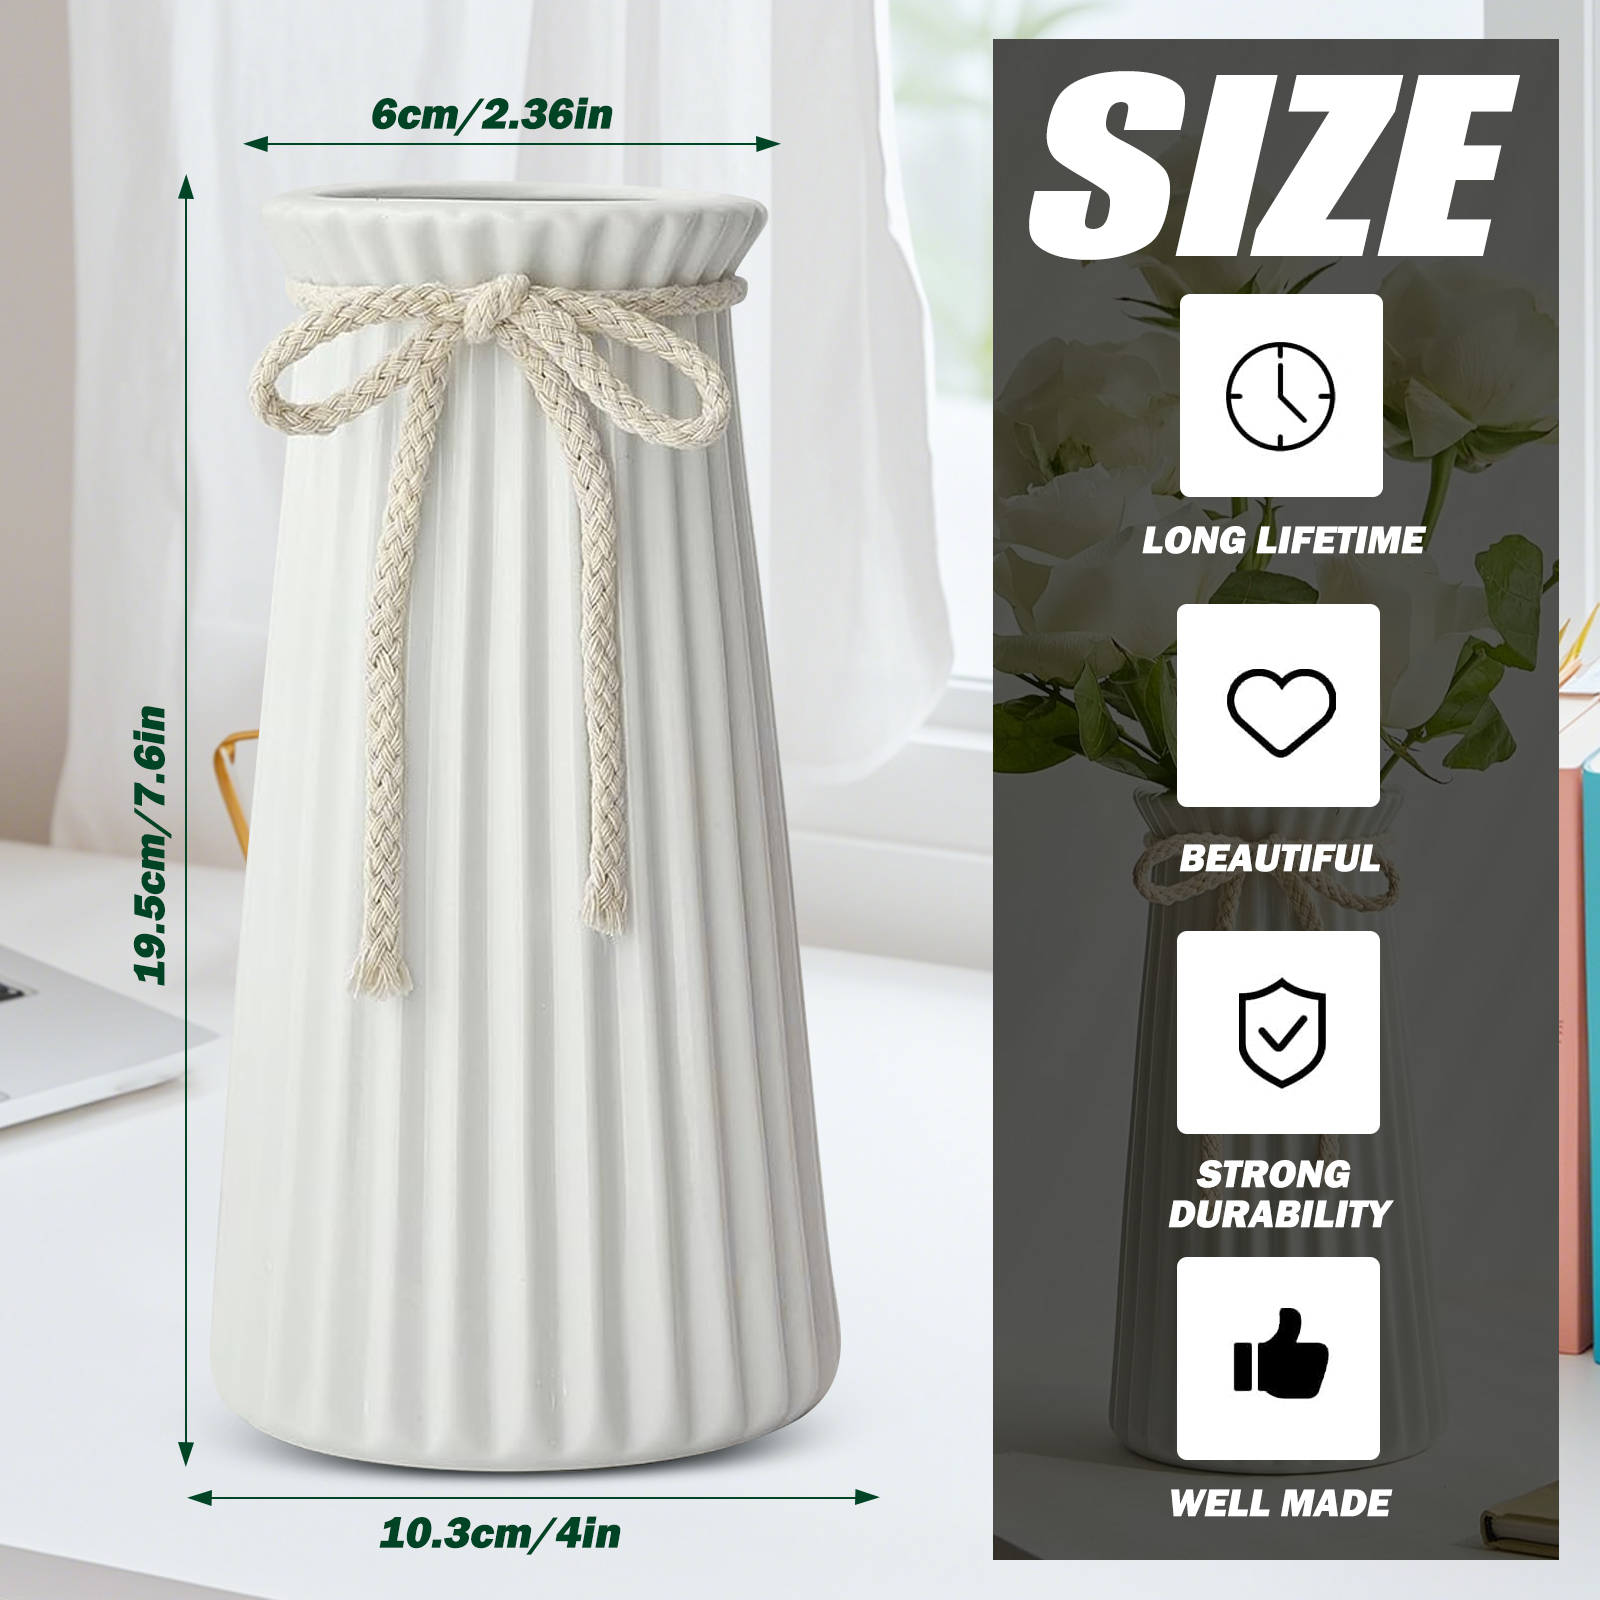 6cm/2.36in
19.5cm/7.6in
10.3cm/4in
SIZE
LONG LIFETIME
BEAUTIFUL
STRONG
DURABILITY
WELL MADE